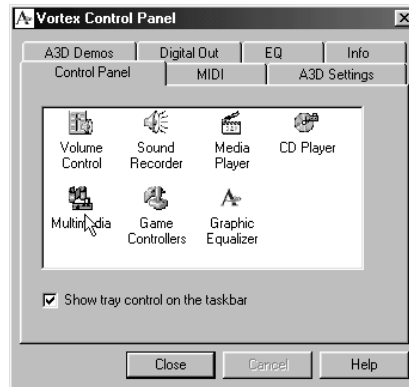 Vortex Control Panel
A3D Demos Digital Out EQ Info
Control Panel MIDI A3D Settings
Volume Control
Sound Recorder
Media Player
CD Player
Multimedia
Game Controllers
Graphic Equalizer
Show tray control on the taskbar
Close Cancel Help